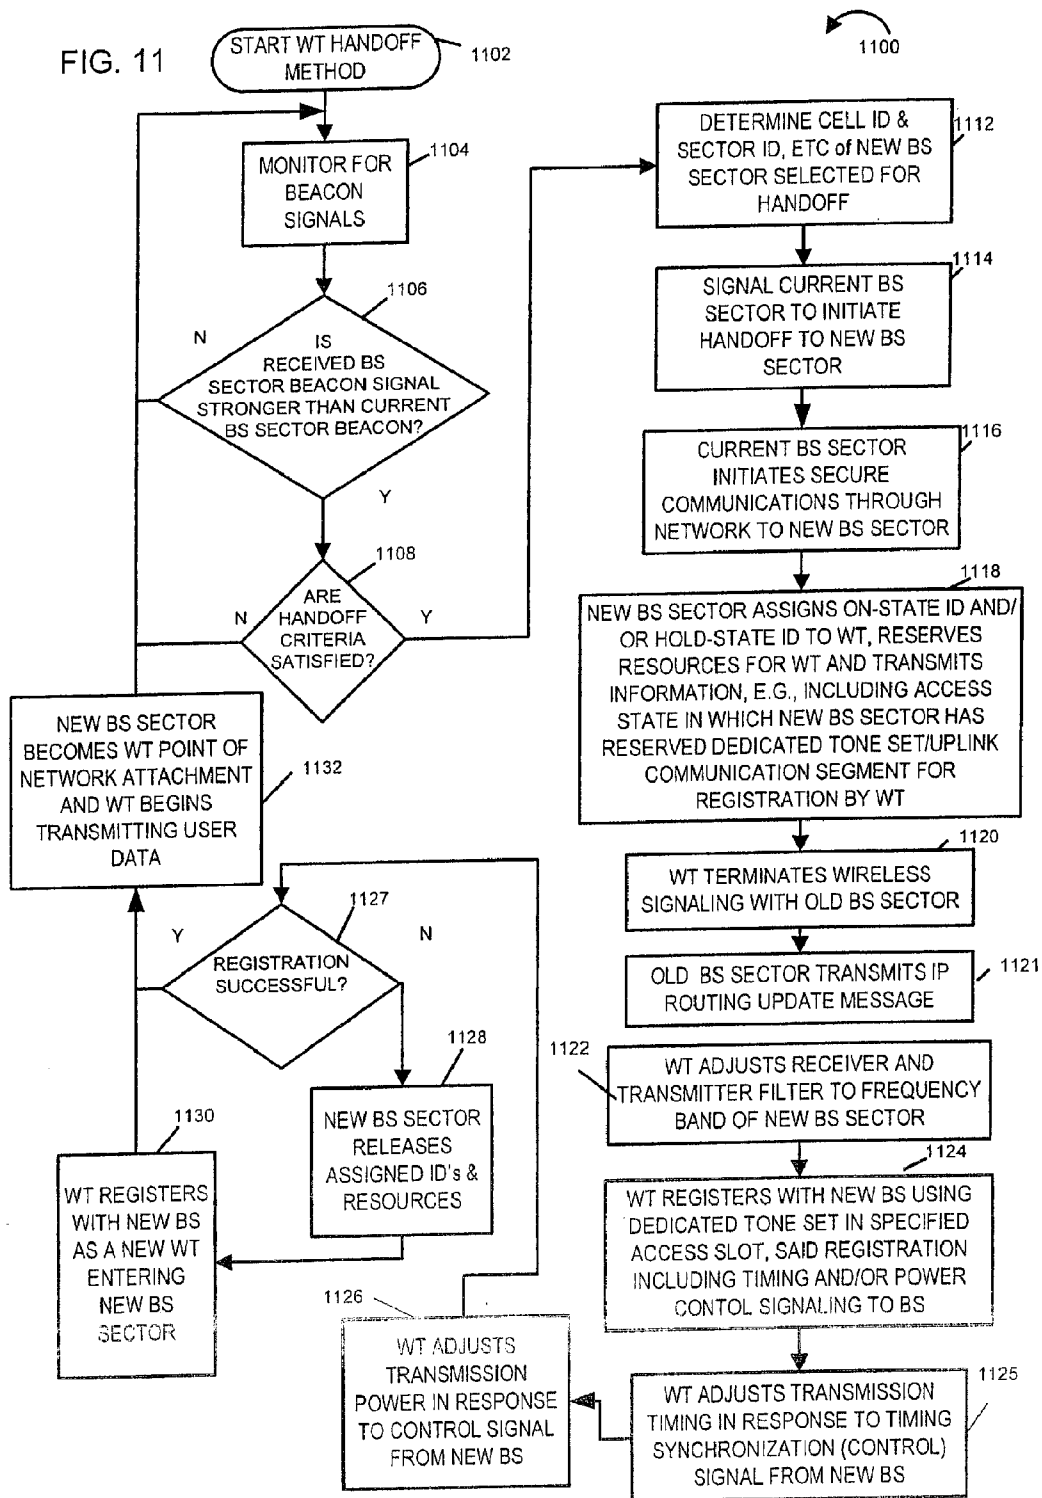 FIG. 11
START WT HANDOFF
METHOD
1102
1100
MONITOR FOR
BEACON
SIGNALS
1104
1106
N
IS
RECEIVED BS
SECTOR BEACON SIGNAL
STRONGER THAN CURRENT
BS SECTOR BEACON?
Y
1108
N
ARE
HANDOFF
CRITERIA
SATISFIED?
Y
DETERMINE CELL ID &
SECTOR ID, ETC of NEW BS
SECTOR SELECTED FOR
HANDOFF
1112
1114
SIGNAL CURRENT BS
SECTOR TO INITIATE
HANDOFF TO NEW BS
SECTOR
1116
CURRENT BS SECTOR
INITIATES SECURE
COMMUNICATIONS THROUGH
NETWORK TO NEW BS SECTOR
1118
NEW BS SECTOR ASSIGNS ON-STATE ID AND/
OR HOLD-STATE ID TO WT, RESERVES
RESOURCES FOR WT AND TRANSMITS
INFORMATION, E.G., INCLUDING ACCESS
STATE IN WHICH NEW BS SECTOR HAS
RESERVED DEDICATED TONE SET/UPLINK
COMMUNICATION SEGMENT FOR
REGISTRATION BY WT
1120
WT TERMINATES WIRELESS
SIGNALING WITH OLD BS SECTOR
OLD BS SECTOR TRANSMITS IP
ROUTING UPDATE MESSAGE
1121
1122
WT ADJUSTS RECEIVER AND
TRANSMITTER FILTER TO FREQUENCY
BAND OF NEW BS SECTOR
1124
WT REGISTERS WITH NEW BS USING
DEDICATED TONE SET IN SPECIFIED
ACCESS SLOT, SAID REGISTRATION
INCLUDING TIMING AND/OR POWER
CONTOL SIGNALING TO BS
1125
WT ADJUSTS TRANSMISSION
TIMING IN RESPONSE TO TIMING
SYNCHRONIZATION (CONTROL)
SIGNAL FROM NEW BS
1126
WT ADJUSTS
TRANSMISSION
POWER IN RESPONSE
TO CONTROL SIGNAL
FROM NEW BS
1127
Y
REGISTRATION
SUCCESSFUL?
N
1128
NEW BS SECTOR
RELEASES
ASSIGNED ID's &
RESOURCES
1130
WT REGISTERS
WITH NEW BS
AS A NEW WT
ENTERING
NEW BS
SECTOR
NEW BS SECTOR
BECOMES WT POINT OF
NETWORK ATTACHMENT
AND WT BEGINS
TRANSMITTING USER
DATA
1132